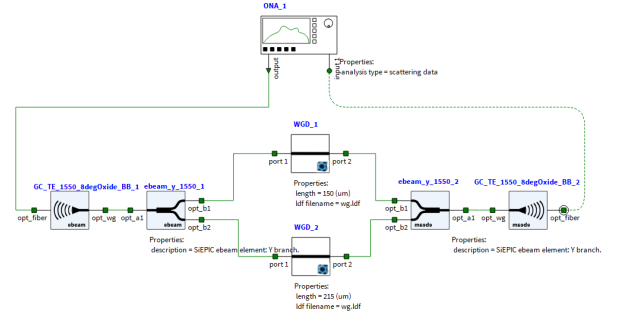 ONA_1
output
input 1
Properties:
analysis type = scattering data
WGD_1
port 1
port 2
Properties:
length = 150 (um)
ldf filename = wg.ldf
GC_TE_1550_8degOxide_BB_1
ebeam_y_1550_1
ebeam_y_1550_2
GC_TE_1550_8degOxide_BB_2
opt_fiber
ebeam
opt_wg
opt_a1
ebeam
opt_b1
opt_b2
Properties:
description = SiEPIC ebeam element: Y branch.
WGD_2
port 1
port 2
Properties:
length = 215 (um)
ldf filename = wg.ldf
opt_b1
opt_b2
opt_a1
opt_wg
opt_fiber
Properties:
description = SiEPIC ebeam element: Y branch.